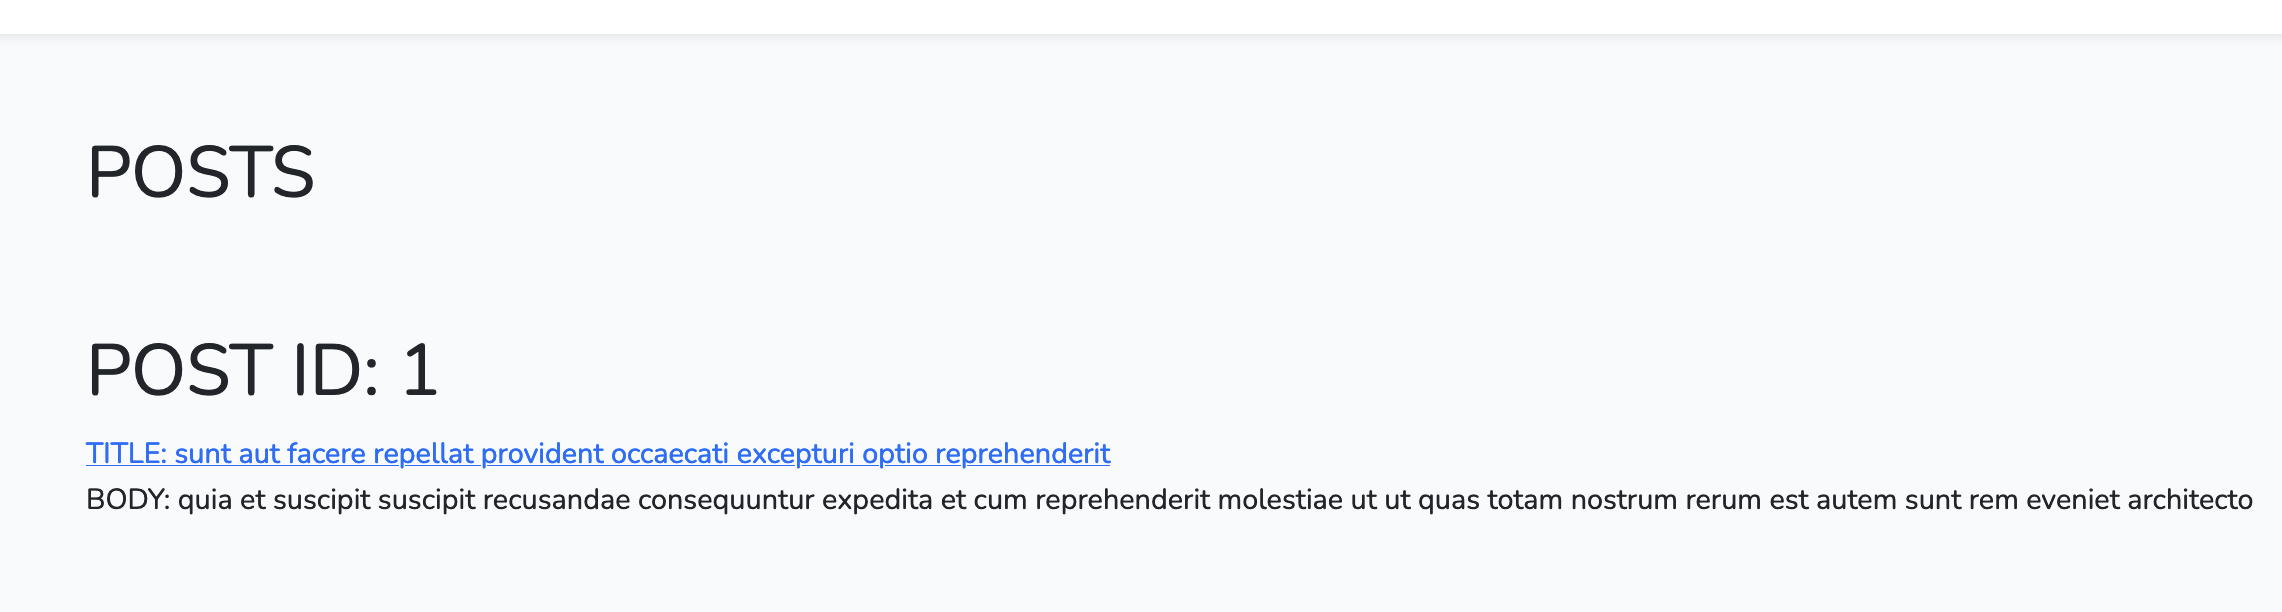 POSTS
POST ID: 1
TITLE: sunt aut facere repellat provident occaecati excepturi optio reprehenderit
BODY: quia et suscipit suscipit recusandae consequuntur expedita et cum reprehenderit molestiae ut ut quas totam nostrum rerum est autem sunt rem eveniet architecto